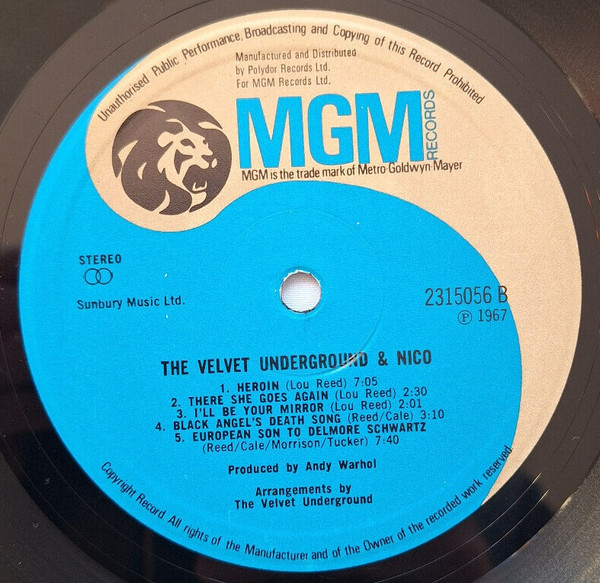 Unauthorised Public Performance, Broadcasting and Copying of this Record Prohibited
Manufactured and Distributed
by Polydor Records Ltd.
For MGM Records Ltd.
MGM
RECORDS
MGM is the trade mark of Metro-Goldwyn-Mayer
STEREO
Sunbury Music Ltd.
2315056 B
Ⓟ 1967
THE VELVET UNDERGROUND & NICO
1. HEROIN (Lou Reed) 7:05
2. THERE SHE GOES AGAIN (Lou Reed) 2:30
3. I'LL BE YOUR MIRROR (Lou Reed) 2:01
4. BLACK ANGEL'S DEATH SONG (Reed/Cale) 3:10
5. EUROPEAN SON TO DELMORE SCHWARTZ
(Reed/Cale/Morrison/Tucker) 7:40
Produced by Andy Warhol
Arrangements by
The Velvet Underground
Copyright Record All rights of the Manufacturer and of the Owner of the recorded work reserved